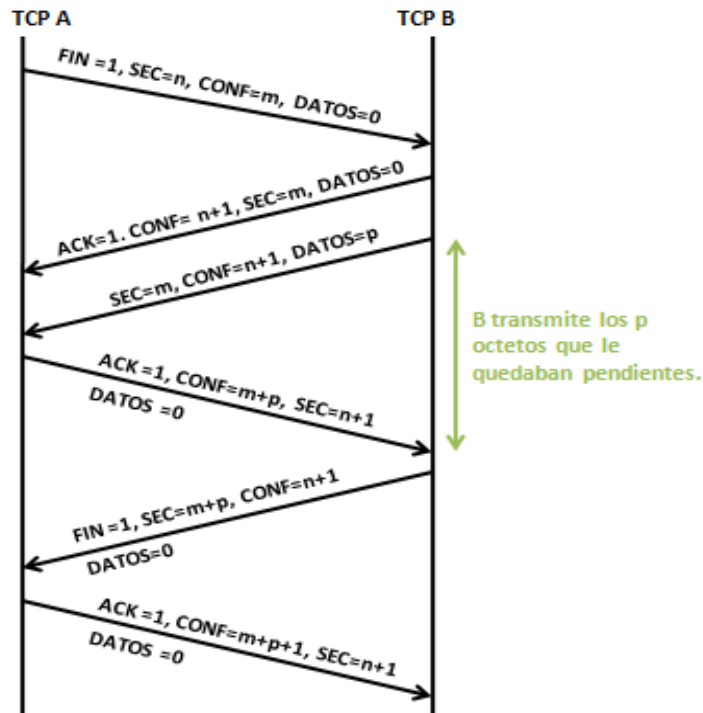 TCP A
TCP B
FIN =1, SEC=n, CONF=m, DATOS=0
ACK=1. CONF= n+1, SEC=m, DATOS=0
SEC=m, CONF=n+1, DATOS=p
B transmite los p
octetos que le
quedaban pendientes.
ACK =1, CONF=m+p, SEC=n+1
DATOS =0
FIN =1, SEC=m+p, CONF=n+1
DATOS=0
ACK =1, CONF=m+p+1, SEC=n+1
DATOS =0